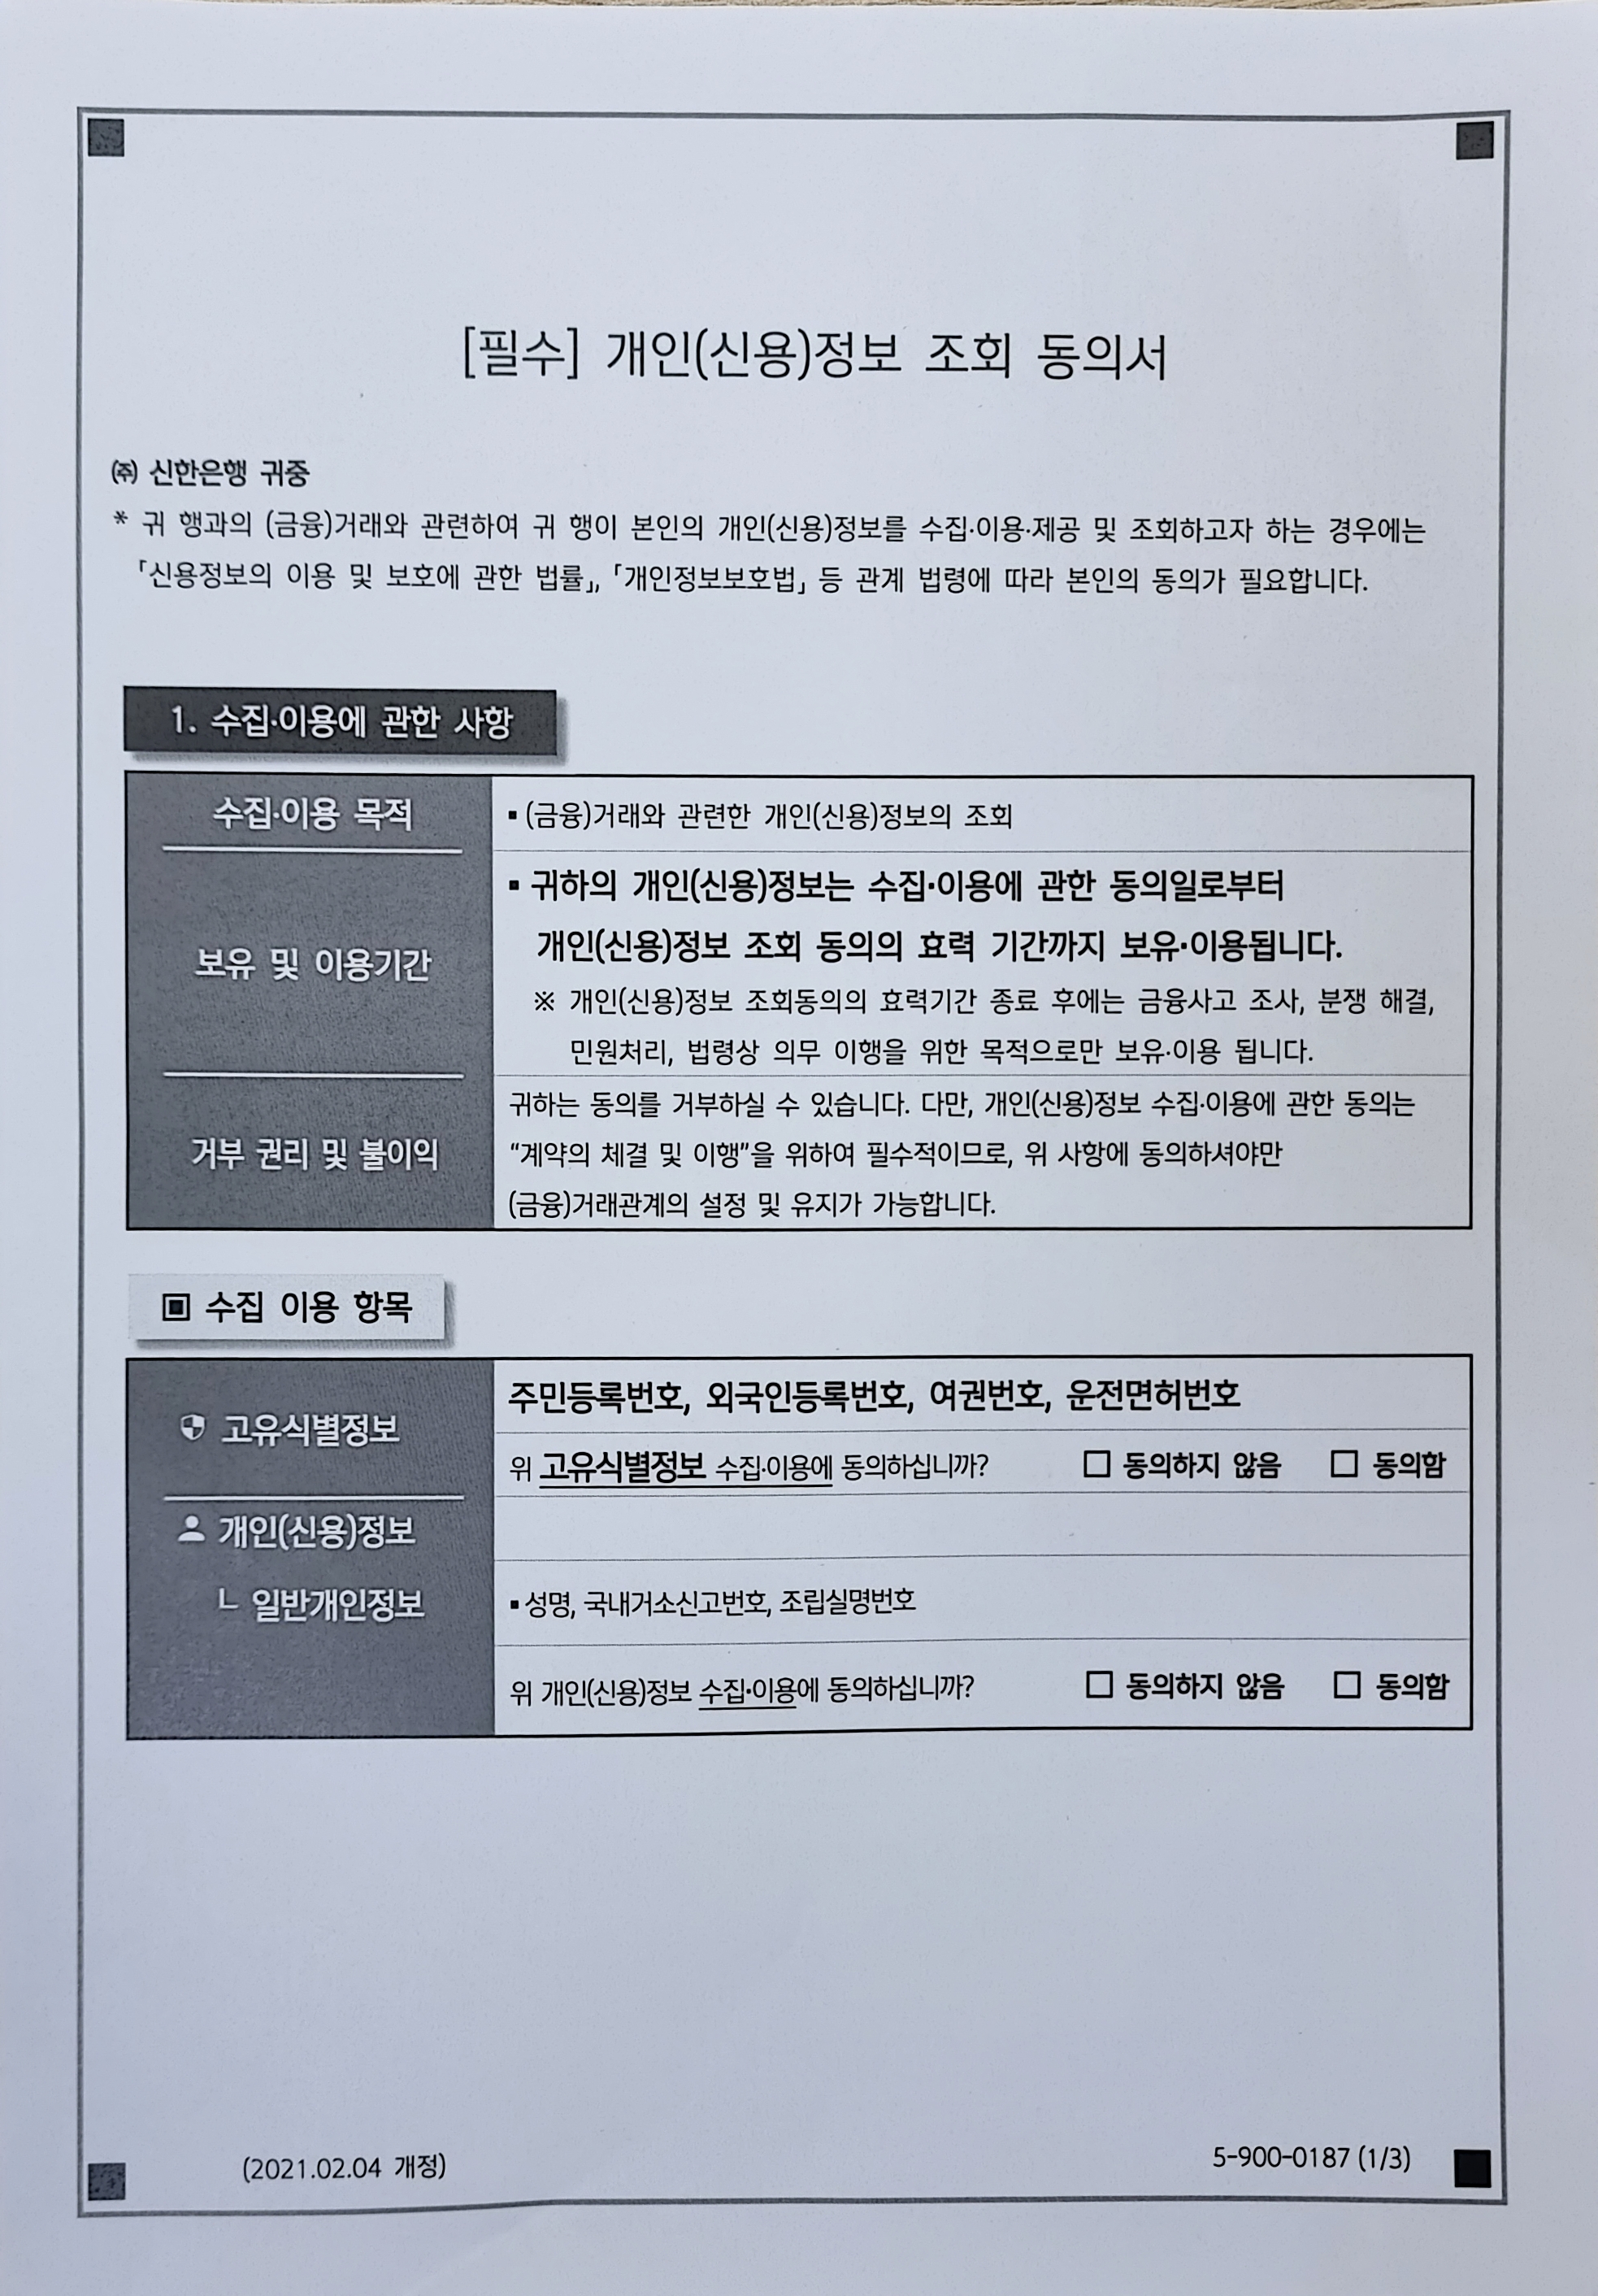 [필수] 개인(신용)정보 조회 동의서
㈜ 신한은행 귀중
* 귀 행과의 (금융)거래와 관련하여 귀 행이 본인의 개인(신용)정보를 수집·이용·제공 및 조회하고자 하는 경우에는
「신용정보의 이용 및 보호에 관한 법률」, 「개인정보보호법」 등 관계 법령에 따라 본인의 동의가 필요합니다.
1. 수집·이용에 관한 사항
수집·이용 목적
▪ (금융)거래와 관련한 개인(신용)정보의 조회
보유 및 이용기간
▪ 귀하의 개인(신용)정보는 수집·이용에 관한 동의일로부터
개인(신용)정보 조회 동의의 효력 기간까지 보유·이용됩니다.
※ 개인(신용)정보 조회동의의 효력기간 종료 후에는 금융사고 조사, 분쟁 해결,
민원처리, 법령상 의무 이행을 위한 목적으로만 보유·이용 됩니다.
거부 권리 및 불이익
귀하는 동의를 거부하실 수 있습니다. 다만, 개인(신용)정보 수집·이용에 관한 동의는
“계약의 체결 및 이행”을 위하여 필수적이므로, 위 사항에 동의하셔야만
(금융)거래관계의 설정 및 유지가 가능합니다.
▣ 수집 이용 항목
고유식별정보
주민등록번호, 외국인등록번호, 여권번호, 운전면허번호
위 고유식별정보 수집·이용에 동의하십니까? □ 동의하지 않음 □ 동의함
개인(신용)정보
ㄴ 일반개인정보
▪ 성명, 국내거소신고번호, 조립실명번호
위 개인(신용)정보 수집·이용에 동의하십니까? □ 동의하지 않음 □ 동의함
(2021.02.04 개정)
5-900-0187 (1/3)